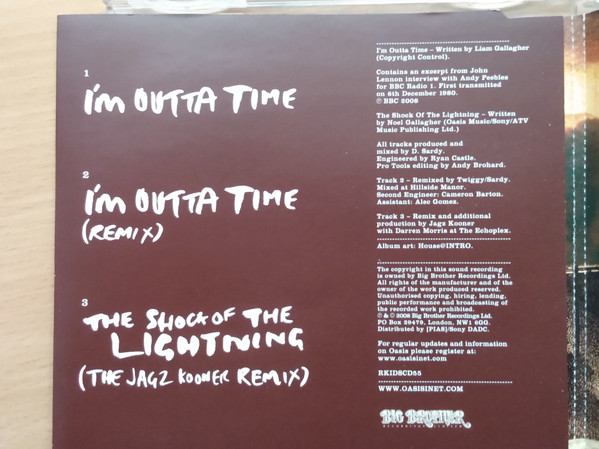 1
I'M OUTTA TIME
2
I'M OUTTA TIME
(REMIX)
3
THE SHOCK OF THE
LIGHTNING
(THE JAGZ KOONER REMIX)
I'm Outta Time – Written by Liam Gallagher
(Copyright Control).
Contains an excerpt from John
Lennon interview with Andy Peebles
for BBC Radio 1. First transmitted
on 6th December 1980.
℗ BBC 2008
The Shock Of The Lightning – Written
by Noel Gallagher (Oasis Music/Sony/ATV
Music Publishing Ltd.)
All tracks produced and
mixed by D. Sardy.
Engineered by Ryan Castle.
Pro Tools editing by Andy Brohard.
Track 2 – Remixed by Twiggy/Sardy.
Mixed at Hillside Manor.
Second Engineer: Cameron Barton.
Assistant: Alec Gomez.
Track 3 – Remix and additional
production by Jagz Kooner
with Darren Morris at The Echoplex.
Album art: House@INTRO.
The copyright in this sound recording
is owned by Big Brother Recordings Ltd.
All rights of the manufacturer and of the
owner of the work produced reserved.
Unauthorised copying, hiring, lending,
public performance and broadcasting of
the recorded work prohibited.
℗ & © 2008 Big Brother Recordings Ltd.
PO Box 29479, London, NW1 6GG.
Distributed by [PIAS]/Sony DADC.
For regular updates and information
on Oasis please register at:
www.oasisinet.com
RKIDSCD55
WWW.OASISINET.COM
BIG BROTHER
RECORDINGS LIMITED